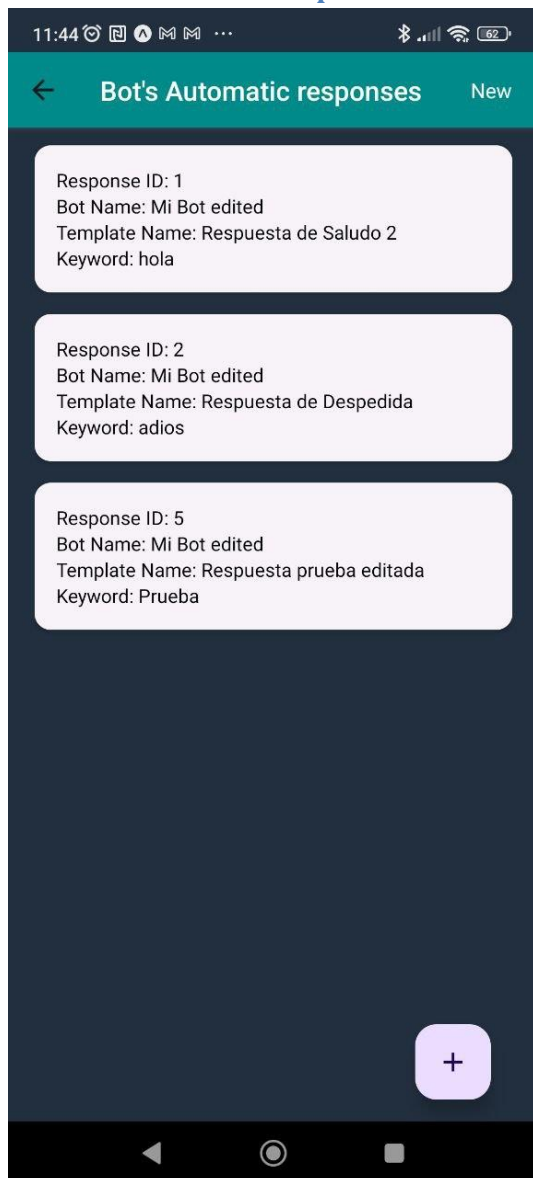 11:44
62
Bot's Automatic responses New
Response ID: 1
Bot Name: Mi Bot edited
Template Name: Respuesta de Saludo 2
Keyword: hola
Response ID: 2
Bot Name: Mi Bot edited
Template Name: Respuesta de Despedida
Keyword: adios
Response ID: 5
Bot Name: Mi Bot edited
Template Name: Respuesta prueba editada
Keyword: Prueba
+